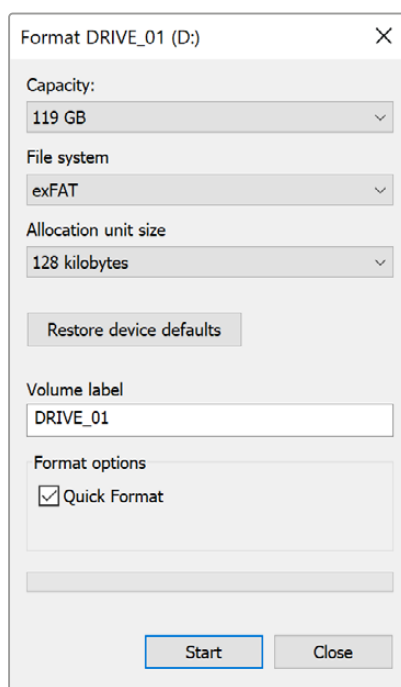 Format DRIVE_01 (D:)
Capacity:
119 GB
File system
exFAT
Allocation unit size
128 kilobytes
Restore device defaults
Volume label
DRIVE_01
Format options
Quick Format
Start
Close